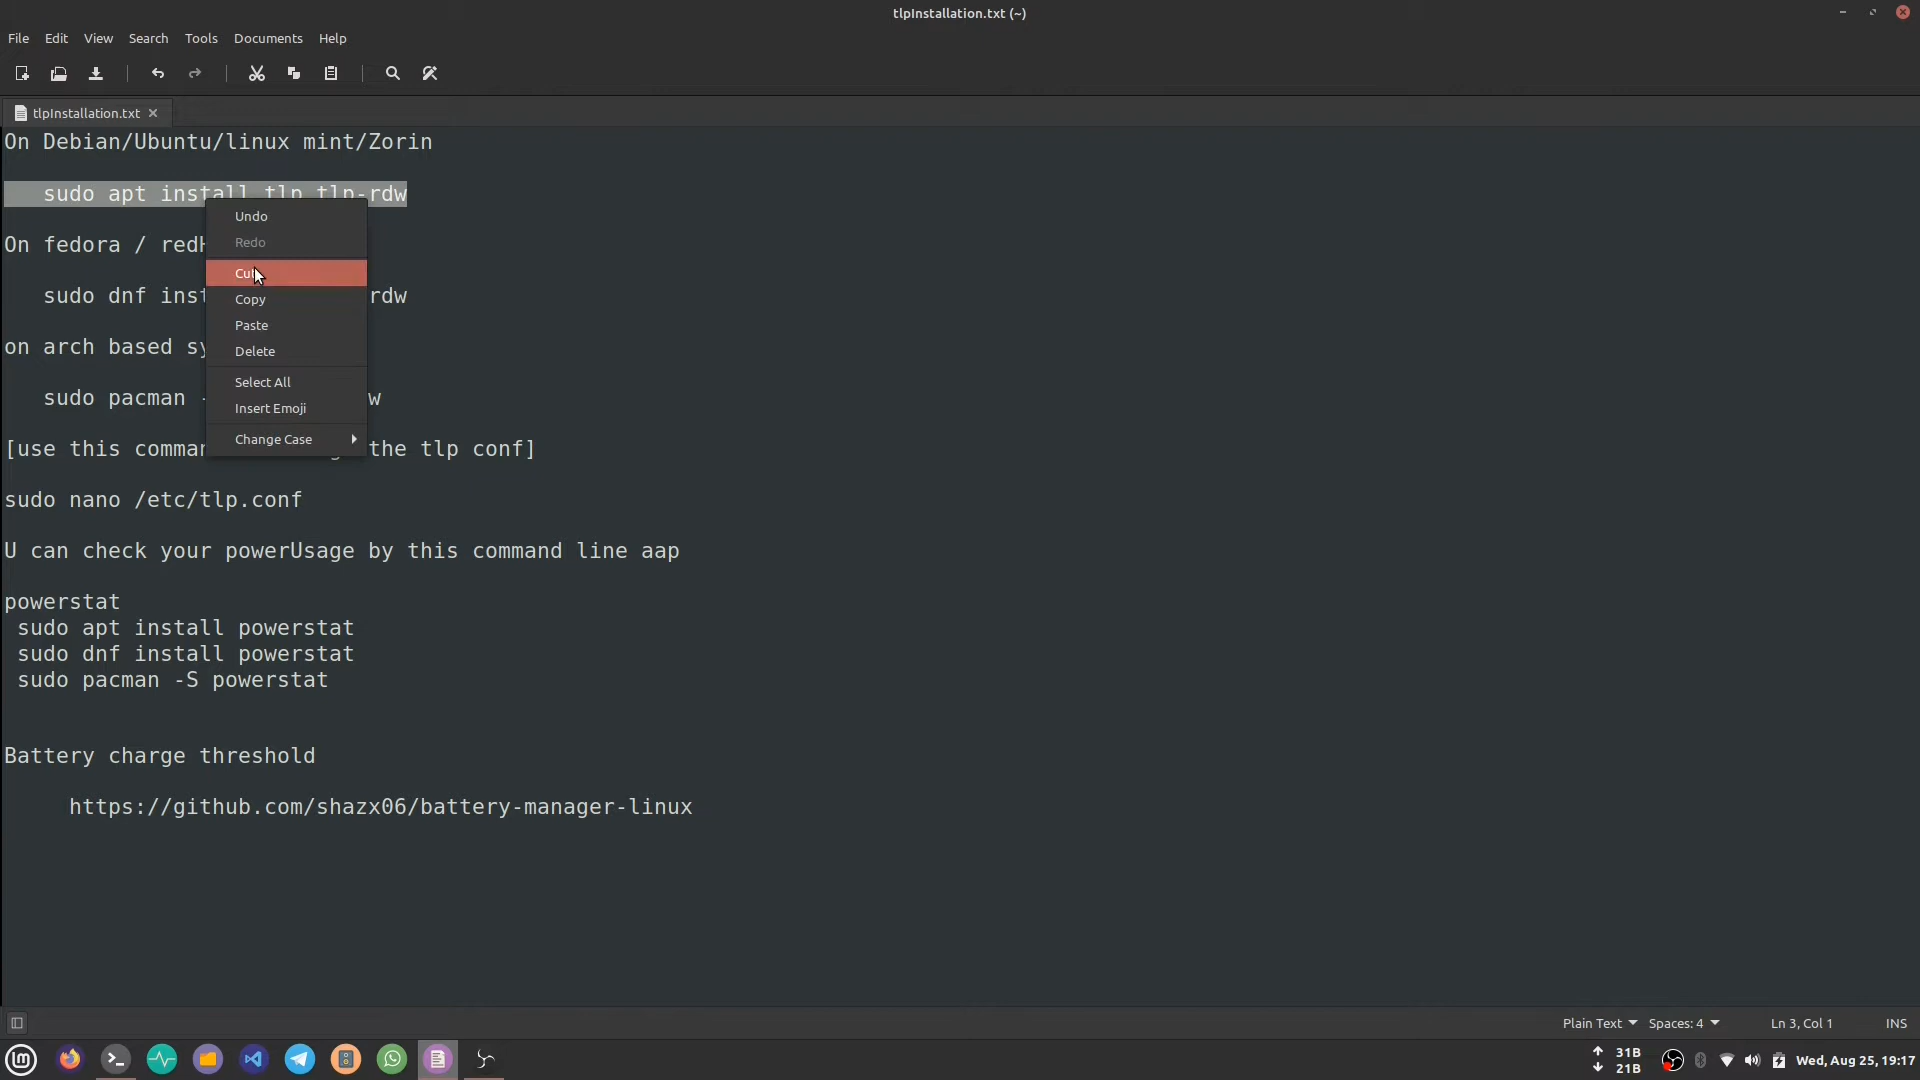 tlpInstallation.txt (~)
File Edit View Search Tools Documents Help
tlpInstallation.txt
On Debian/Ubuntu/linux mint/Zorin
sudo apt install tlp tlp-rdw
Undo
On fedora /
Redo
Cut
sudo dnf rdw
Copy
Paste
on arch based
Delete
Select All
sudo pacman
Insert Emoji
Change Case
[use this the tlp conf]
sudo nano /etc/tlp.conf
U can check your powerUsage by this command line aap
powerstat
sudo apt install powerstat
sudo dnf install powerstat
sudo pacman -S powerstat
Battery charge threshold
https://github.com/shazx06/battery-manager-linux
Plain Text Spaces: 4 Ln 3, Col 1 INS
31B
21B
Wed, Aug 25, 19:17